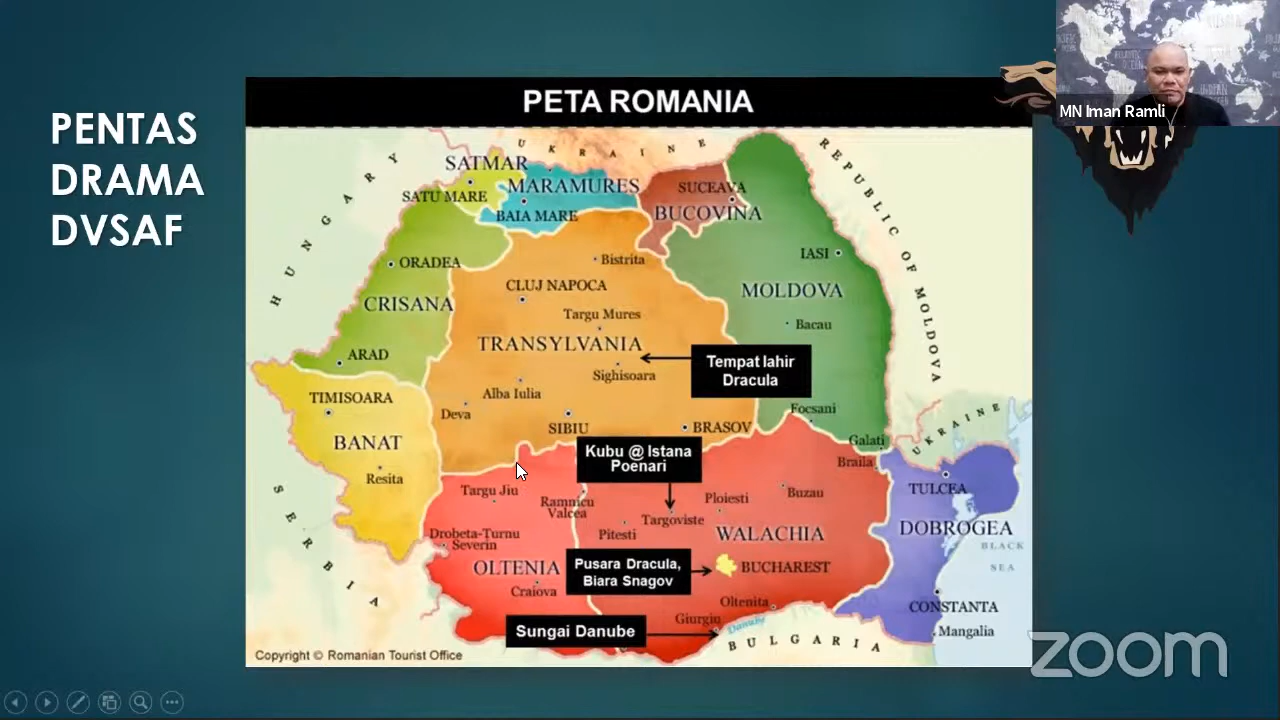 PENTAS
DRAMA
DVSAF
PETA ROMANIA
MN Iman Ramli
UKRAINE
HUNGARY
REPUBLIC OF MOLDOVA
SATMAR
SATU MARE
MARAMURES
BAIA MARE
SUCEAVA
BUCOVINA
ORADEA
CRISANA
ARAD
Bistrita
CLUJ NAPOCA
Targu Mures
TRANSYLVANIA
Sighisoara
Alba Iulia
Deva
SIBIU
BRASOV
IASI
MOLDOVA
Bacau
Tempat lahir
Dracula
Focsani
Galati
UKRAINE
TIMISOARA
BANAT
Resita
Kubu @ Istana
Poenari
Braila
TULCEA
Targu Jiu
Ramnicu
Valcea
Targoviste
Ploiesti
Buzau
Pitesti
WALACHIA
DOBROGEA
BLACK
SEA
Drobeta-Turnu
Severin
OLTENIA
Craiova
Pusara Dracula,
Biara Snagov
BUCHAREST
SERBIA
Oltenita
Giurgiu
Danube
CONSTANTA
Mangalia
Sungai Danube
BULGARIA
Copyright © Romanian Tourist Office
zoom